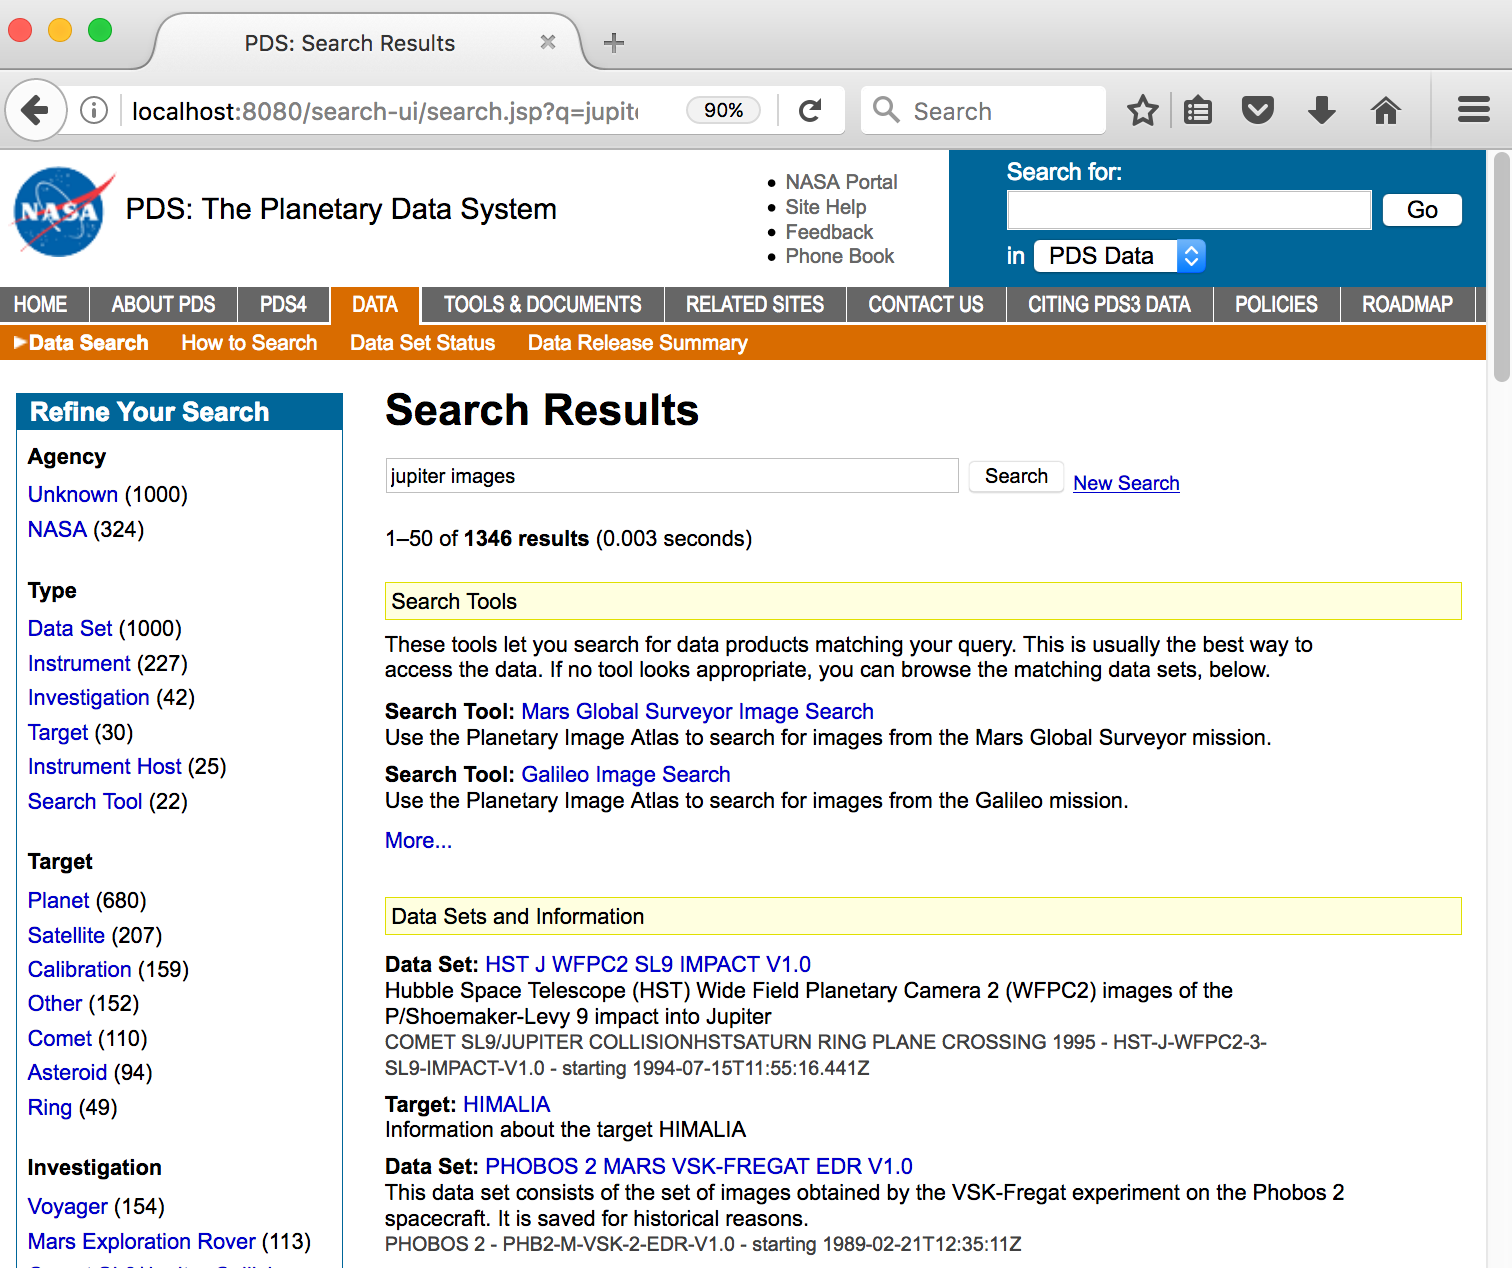 PDS: Search Results
localhost:8080/search-ui/search.jsp?q=jupit
90%
Search
NASA
PDS: The Planetary Data System
NASA Portal
Site Help
Feedback
Phone Book
Search for:
Go
in PDS Data
HOME ABOUT PDS PDS4 DATA TOOLS & DOCUMENTS RELATED SITES CONTACT US CITING PDS3 DATA POLICIES ROADMAP
Data Search How to Search Data Set Status Data Release Summary
Refine Your Search
Agency
Unknown (1000)
NASA (324)
Type
Data Set (1000)
Instrument (227)
Investigation (42)
Target (30)
Instrument Host (25)
Search Tool (22)
Target
Planet (680)
Satellite (207)
Calibration (159)
Other (152)
Comet (110)
Asteroid (94)
Ring (49)
Investigation
Voyager (154)
Mars Exploration Rover (113)
Search Results
jupiter images
Search
New Search
1–50 of 1346 results (0.003 seconds)
Search Tools
These tools let you search for data products matching your query. This is usually the best way to
access the data. If no tool looks appropriate, you can browse the matching data sets, below.
Search Tool: Mars Global Surveyor Image Search
Use the Planetary Image Atlas to search for images from the Mars Global Surveyor mission.
Search Tool: Galileo Image Search
Use the Planetary Image Atlas to search for images from the Galileo mission.
More...
Data Sets and Information
Data Set: HST J WFPC2 SL9 IMPACT V1.0
Hubble Space Telescope (HST) Wide Field Planetary Camera 2 (WFPC2) images of the
P/Shoemaker-Levy 9 impact into Jupiter
COMET SL9/JUPITER COLLISIONHSTSATURN RING PLANE CROSSING 1995 - HST-J-WFPC2-3-
SL9-IMPACT-V1.0 - starting 1994-07-15T11:55:16.441Z
Target: HIMALIA
Information about the target HIMALIA
Data Set: PHOBOS 2 MARS VSK-FREGAT EDR V1.0
This data set consists of the set of images obtained by the VSK-Fregat experiment on the Phobos 2
spacecraft. It is saved for historical reasons.
PHOBOS 2 - PHB2-M-VSK-2-EDR-V1.0 - starting 1989-02-21T12:35:11Z